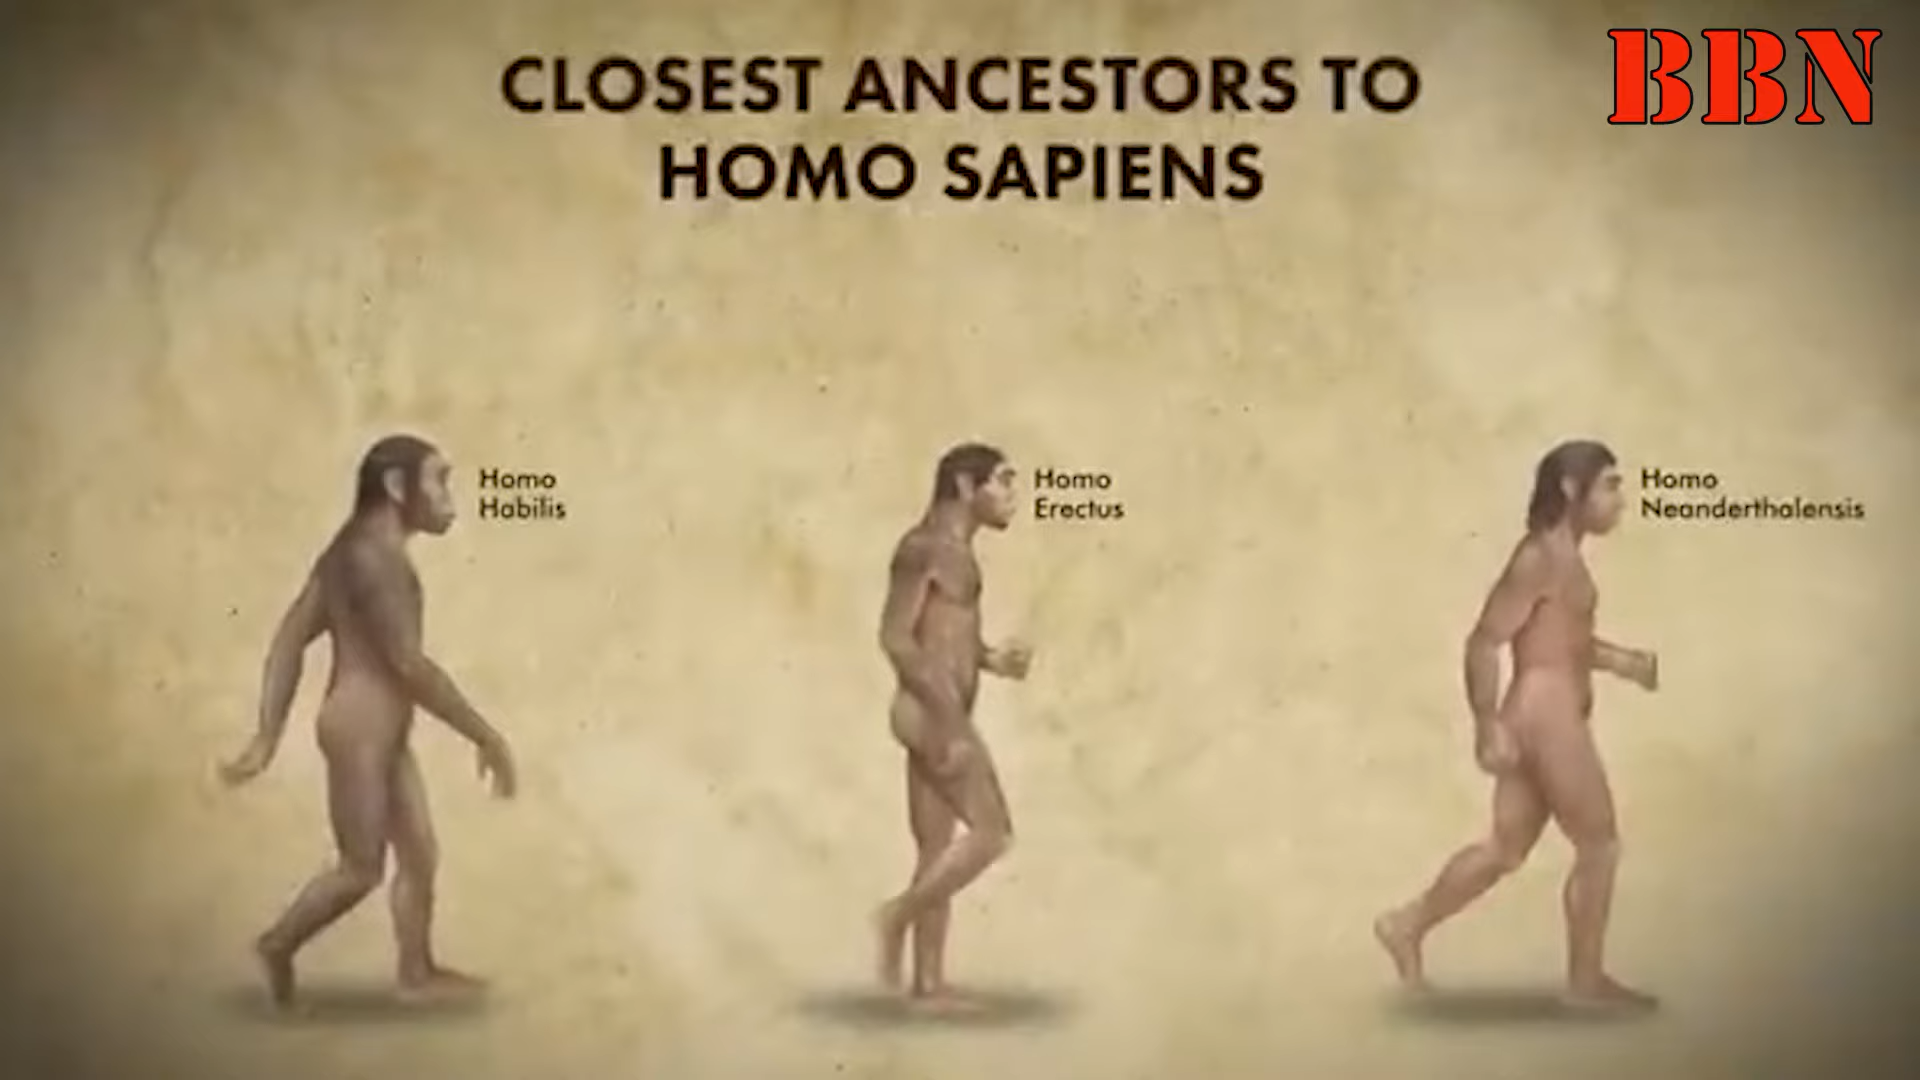 CLOSEST ANCESTORS TO
HOMO SAPIENS
BBN
Homo
Habilis
Homo
Erectus
Homo
Neanderthalensis